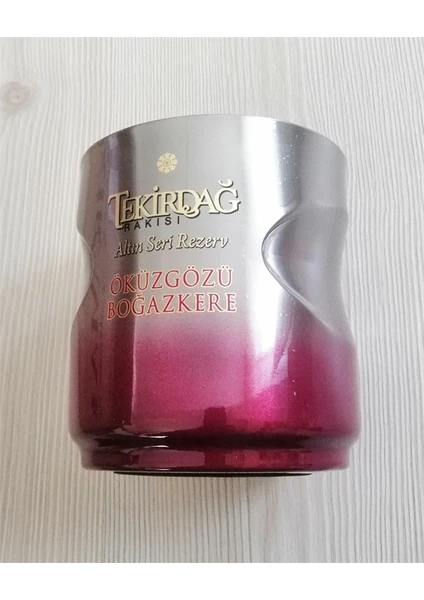 TEKİRDAĞ
RAKISI
Altın Seri Rezerv
ÖKÜZGÖZÜ
BOĞAZKERE